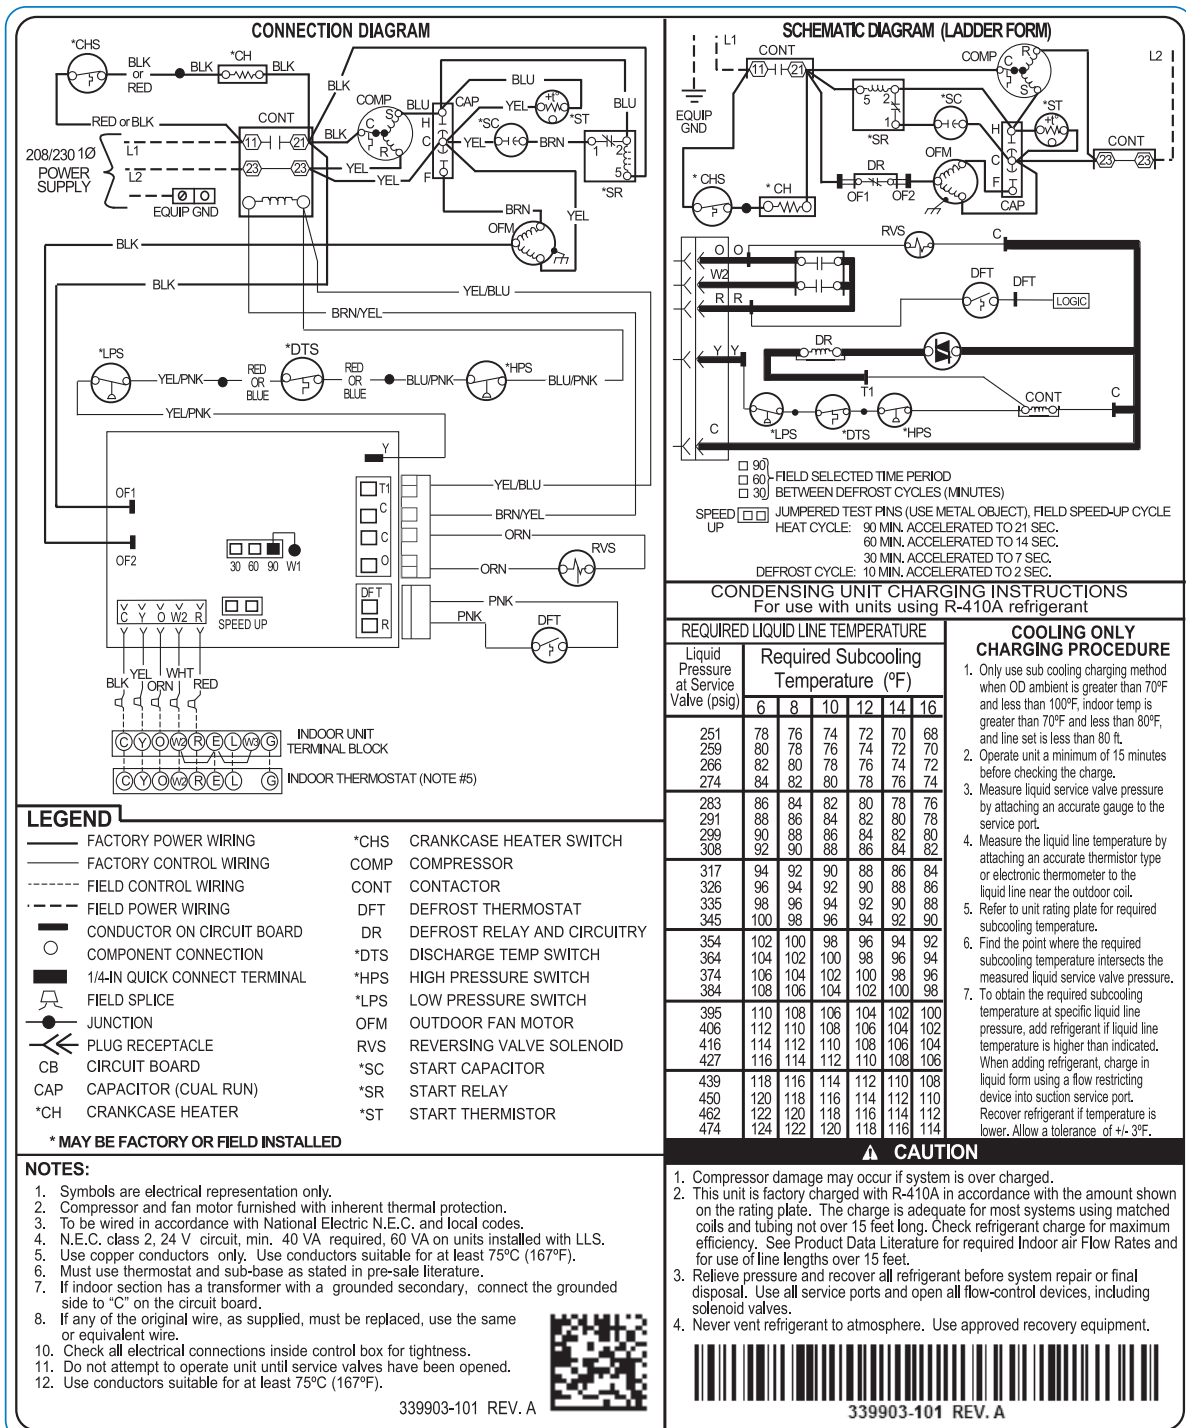 CONNECTION DIAGRAM
*CHS
BLK
or
RED
BLK
*CH
BLK
BLK
RED or BLK
CONT
11
21
23
23
208/230 1Ø
POWER
SUPPLY
L1
L2
EQUIP GND
BLK
COMP
S
C
R
BLU
CAP
H
C
F
YEL
YEL
BLU
YEL
*ST
+t°
*SC
YEL
BRN
BLU
1
2
5
*SR
BRN
OFM
YEL
BLK
BLK
YEL/BLU
BRN/YEL
*LPS
YEL/PNK
RED
OR
BLUE
*DTS
RED
OR
BLUE
BLU/PNK
*HPS
BLU/PNK
YEL/PNK
Y
OF1
OF2
T1
C
C
O
YEL/BLU
BRN/YEL
ORN
ORN
RVS
30 60 90 W1
DFT
R
PNK
PNK
DFT
SPEED UP
C Y O W2 R
BLK
YEL
ORN
WHT
RED
C Y O W2 R E L W3 G
INDOOR UNIT
TERMINAL BLOCK
C Y O W2 R E L G
INDOOR THERMOSTAT (NOTE #5)
LEGEND
FACTORY POWER WIRING
FACTORY CONTROL WIRING
FIELD CONTROL WIRING
FIELD POWER WIRING
CONDUCTOR ON CIRCUIT BOARD
COMPONENT CONNECTION
1/4-IN QUICK CONNECT TERMINAL
FIELD SPLICE
JUNCTION
PLUG RECEPTACLE
CB CIRCUIT BOARD
CAP CAPACITOR (CUAL RUN)
*CH CRANKCASE HEATER
*CHS CRANKCASE HEATER SWITCH
COMP COMPRESSOR
CONT CONTACTOR
DFT DEFROST THERMOSTAT
DR DEFROST RELAY AND CIRCUITRY
*DTS DISCHARGE TEMP SWITCH
*HPS HIGH PRESSURE SWITCH
*LPS LOW PRESSURE SWITCH
OFM OUTDOOR FAN MOTOR
RVS REVERSING VALVE SOLENOID
*SC START CAPACITOR
*SR START RELAY
*ST START THERMISTOR
* MAY BE FACTORY OR FIELD INSTALLED
NOTES:
1. Symbols are electrical representation only.
2. Compressor and fan motor furnished with inherent thermal protection.
3. To be wired in accordance with National Electric N.E.C. and local codes.
4. N.E.C. class 2, 24 V circuit, min. 40 VA required, 60 VA on units installed with LLS.
5. Use copper conductors only. Use conductors suitable for at least 75°C (167°F).
6. Must use thermostat and sub-base as stated in pre-sale literature.
7. If indoor section has a transformer with a grounded secondary, connect the grounded
side to "C" on the circuit board.
8. If any of the original wire, as supplied, must be replaced, use the same
or equivalent wire.
10. Check all electrical connections inside control box for tightness.
11. Do not attempt to operate unit until service valves have been opened.
12. Use conductors suitable for at least 75°C (167°F).
339903-101 REV. A
SCHEMATIC DIAGRAM (LADDER FORM)
L1
CONT
11
21
COMP
R
C
S
L2
EQUIP
GND
5
2
1
*SR
*SC
*ST
+t°
H
C
F
CAP
CONT
23
23
OFM
DR
OF1
OF2
* CHS
* CH
RVS
C
O O
W2
R R
DFT
DFT
LOGIC
Y Y
DR
T1
CONT
C
*LPS
*DTS
*HPS
C
90
60
30
FIELD SELECTED TIME PERIOD
BETWEEN DEFROST CYCLES (MINUTES)
SPEED
UP
JUMPERED TEST PINS (USE METAL OBJECT), FIELD SPEED-UP CYCLE
HEAT CYCLE: 90 MIN. ACCELERATED TO 21 SEC.
60 MIN. ACCELERATED TO 14 SEC.
30 MIN. ACCELERATED TO 7 SEC.
DEFROST CYCLE: 10 MIN. ACCELERATED TO 2 SEC.
CONDENSING UNIT CHARGING INSTRUCTIONS
For use with units using R-410A refrigerant
REQUIRED LIQUID LINE TEMPERATURE
Liquid
Pressure
at Service
Valve (psig)
Required Subcooling
Temperature (ºF)
6 8 10 12 14 16
251 78 76 74 72 70 68
259 80 78 76 74 72 70
266 82 80 78 76 74 72
274 84 82 80 78 76 74
283 86 84 82 80 78 76
291 88 86 84 82 80 78
299 90 88 86 84 82 80
308 92 90 88 86 84 82
317 94 92 90 88 86 84
326 96 94 92 90 88 86
335 98 96 94 92 90 88
345 100 98 96 94 92 90
354 102 100 98 96 94 92
364 104 102 100 98 96 94
374 106 104 102 100 98 96
384 108 106 104 102 100 98
395 110 108 106 104 102 100
406 112 110 108 106 104 102
416 114 112 110 108 106 104
427 116 114 112 110 108 106
439 118 116 114 112 110 108
450 120 118 116 114 112 110
462 122 120 118 116 114 112
474 124 122 120 118 116 114
COOLING ONLY
CHARGING PROCEDURE
1. Only use sub cooling charging method
when OD ambient is greater than 70ºF
and less than 100ºF, indoor temp is
greater than 70ºF and less than 80ºF,
and line set is less than 80 ft.
2. Operate unit a minimum of 15 minutes
before checking the charge.
3. Measure liquid service valve pressure
by attaching an accurate gauge to the
service port.
4. Measure the liquid line temperature by
attaching an accurate thermistor type
or electronic thermometer to the
liquid line near the outdoor coil.
5. Refer to unit rating plate for required
subcooling temperature.
6. Find the point where the required
subcooling temperature intersects the
measured liquid service valve pressure.
7. To obtain the required subcooling
temperature at specific liquid line
pressure, add refrigerant if liquid line
temperature is higher than indicated.
When adding refrigerant, charge in
liquid form using a flow restricting
device into suction service port.
Recover refrigerant if temperature is
lower. Allow a tolerance of +/- 3ºF.
CAUTION
1. Compressor damage may occur if system is over charged.
2. This unit is factory charged with R-410A in accordance with the amount shown
on the rating plate. The charge is adequate for most systems using matched
coils and tubing not over 15 feet long. Check refrigerant charge for maximum
efficiency. See Product Data Literature for required Indoor air Flow Rates and
for use of line lengths over 15 feet.
3. Relieve pressure and recover all refrigerant before system repair or final
disposal. Use all service ports and open all flow-control devices, including
solenoid valves.
4. Never vent refrigerant to atmosphere. Use approved recovery equipment.
339903-101 REV. A